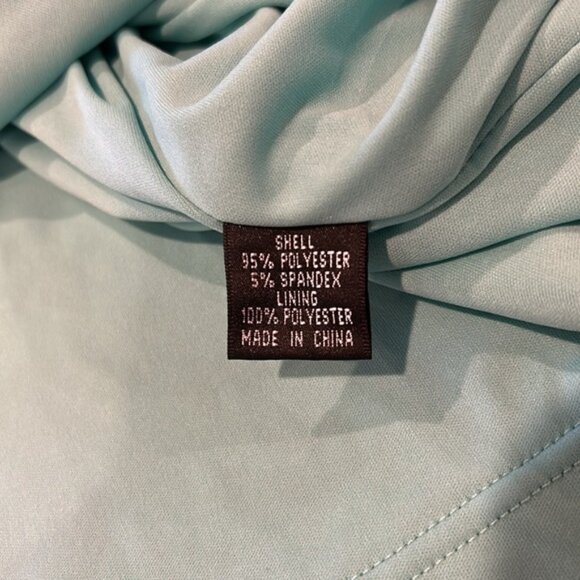 SHELL
95% POLYESTER
5% SPANDEX
LINING
100% POLYESTER
MADE IN CHINA